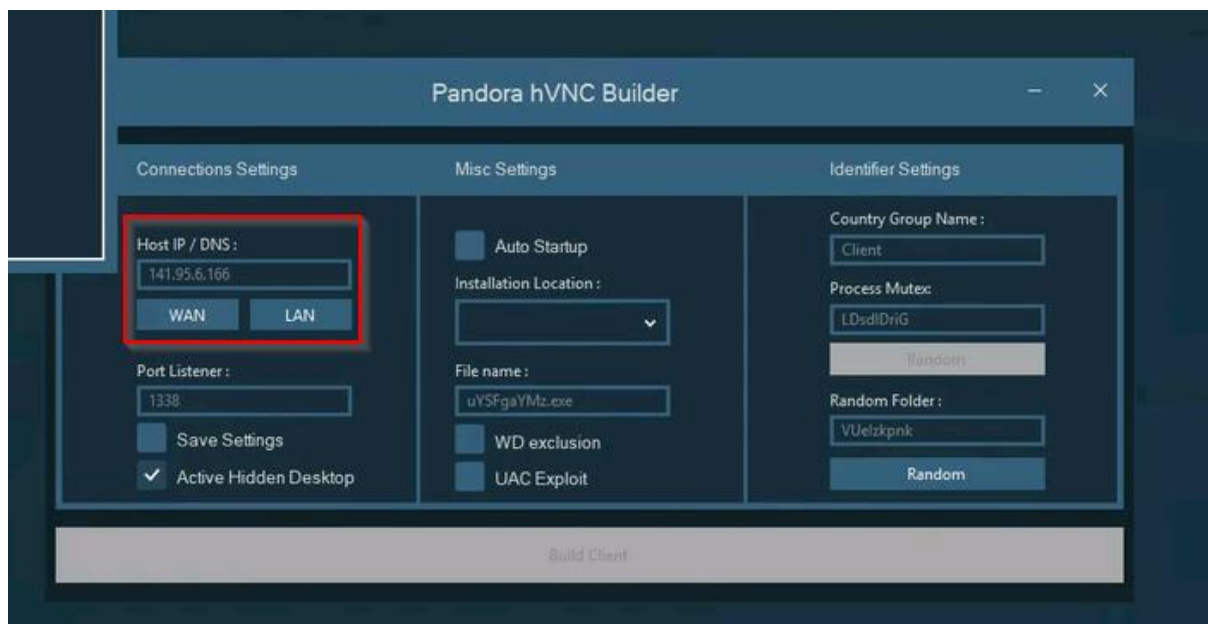 Pandora hVNC Builder
Connections Settings
Host IP / DNS :
141.95.6.166
WAN LAN
Port Listener :
1338
Save Settings
Active Hidden Desktop
Misc Settings
Auto Startup
Installation Location :
File name :
uYSFgaYMz.exe
WD exclusion
UAC Exploit
Identifier Settings
Country Group Name :
Client
Process Mutex:
LDsdlDriG
Random
Random Folder :
VUelzkpnk
Random
Build Client